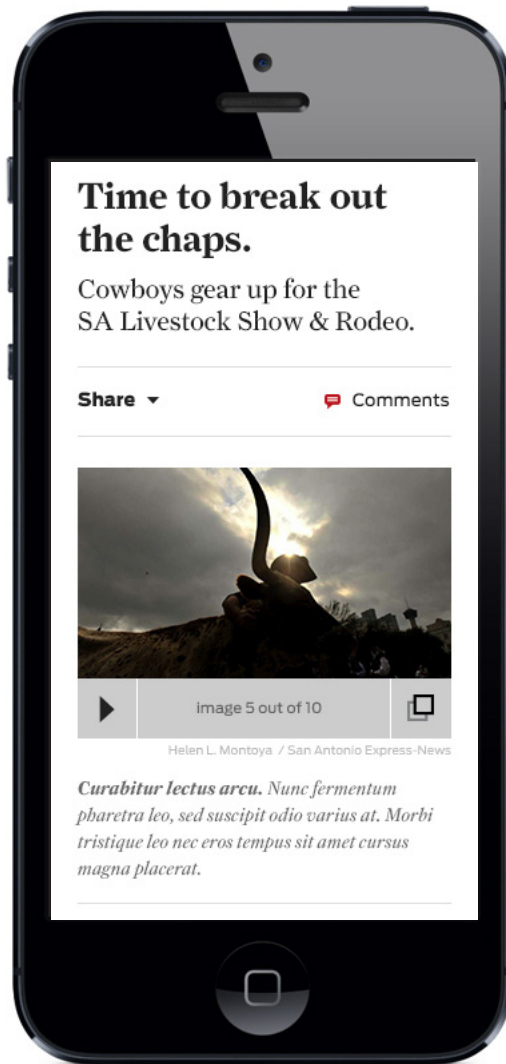 Time to break out
the chaps.
Cowboys gear up for the
SA Livestock Show & Rodeo.
Share
Comments
image 5 out of 10
Helen L. Montoya / San Antonio Express-News
Curabitur lectus arcu. Nunc fermentum
pharetra leo, sed suscipit odio varius at. Morbi
tristique leo nec eros tempus sit amet cursus
magna placerat.